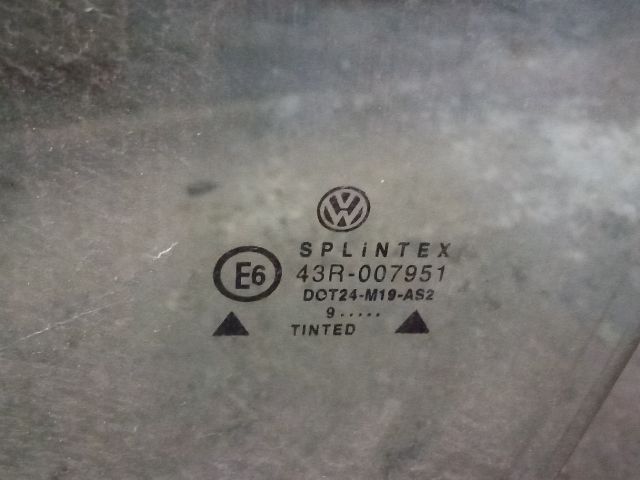 SPLiNTEX
E6
43R-007951
DOT24-M19-AS2
9.....
TINTED